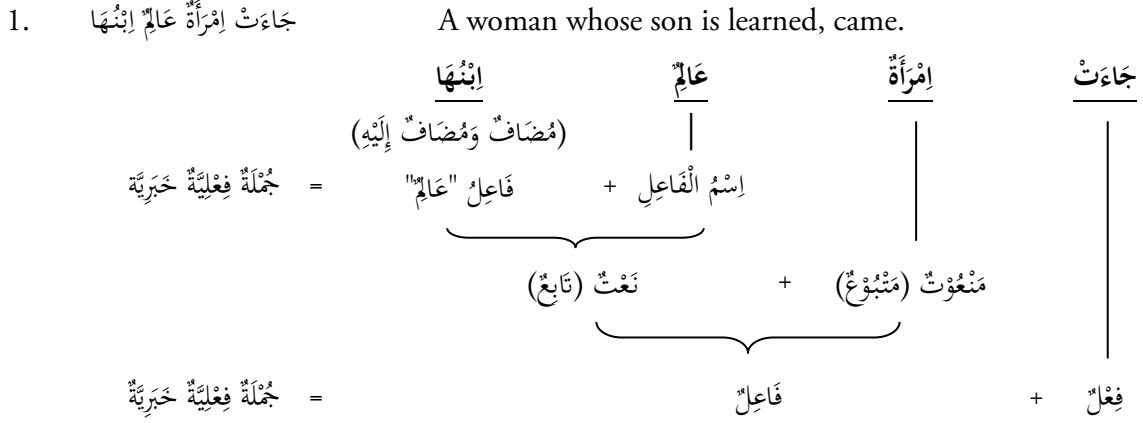 1. جَاءَتْ اِمْرَأَةٌ عَالِمٌ اِبْنُهَا A woman whose son is learned, came.
جَاءَتْ اِمْرَأَةٌ عَالِمٌ اِبْنُهَا
(مُضَافٌ وَمُضَافٌ إِلَيْهِ)
اِسْمُ الْفَاعِلِ + فَاعِلُ "عَالِمٌ" = جُمْلَةٌ فِعْلِيَّةٌ خَبَرِيَّة
مَنْعُوْتٌ (مَتْبُوْعٌ) + نَعْتٌ (تَابِعٌ)
فِعْلٌ + فَاعِلٌ = جُمْلَةٌ فِعْلِيَّةٌ خَبَرِيَّةٌ